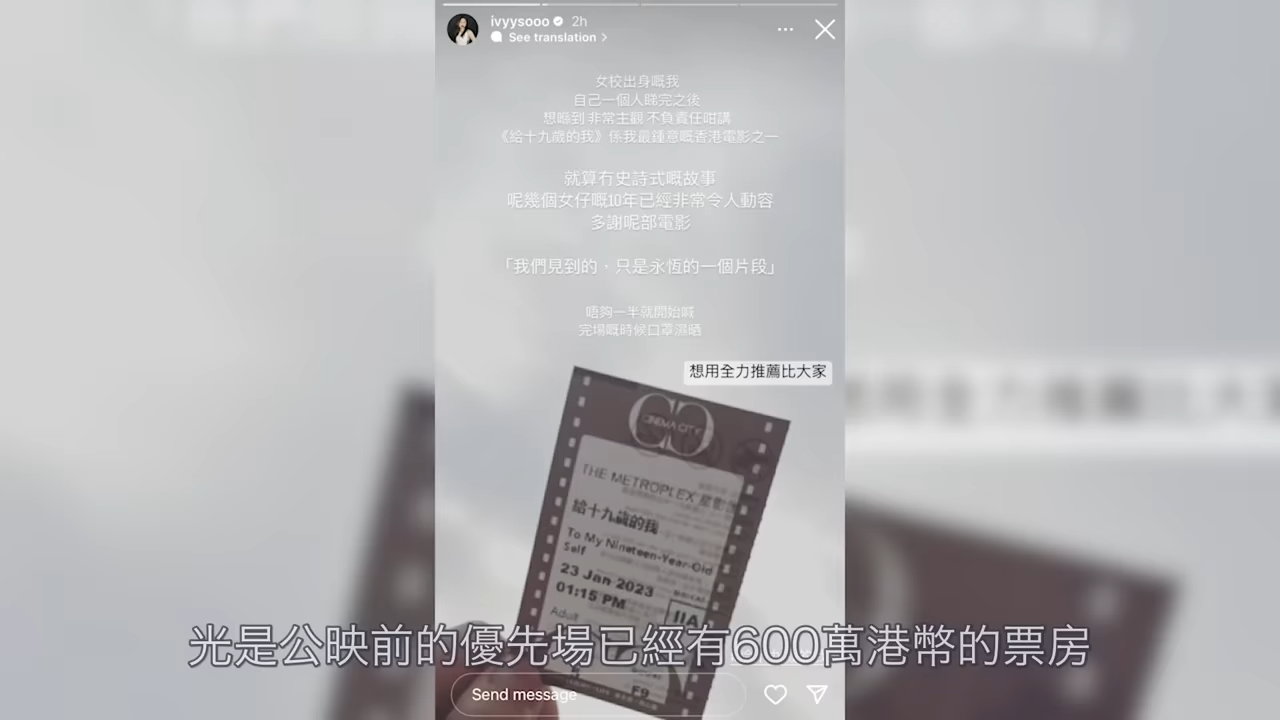 ivyysooo 2h
See translation >
女校出身嘅我
自己一個人睇完之後
想喺到 非常主觀 不負責任咁講
《給十九歲的我》係我最鍾意嘅香港電影之一
就算冇史詩式嘅故事
呢幾個女仔嘅10年已經非常令人動容
多謝呢部電影
「我們見到的，只是永恆的一個片段」
唔夠一半就開始喊
完場嘅時候口罩濕晒
想用全力推薦比大家
CINEMA CITY
THE METROPLEX 星影匯
給十九歲的我
To My Nineteen-Year-Old
Self
23 Jan 2023
01:15 PM
IIA
Adult
光是公映前的優先場已經有600萬港幣的票房
F9
Send message